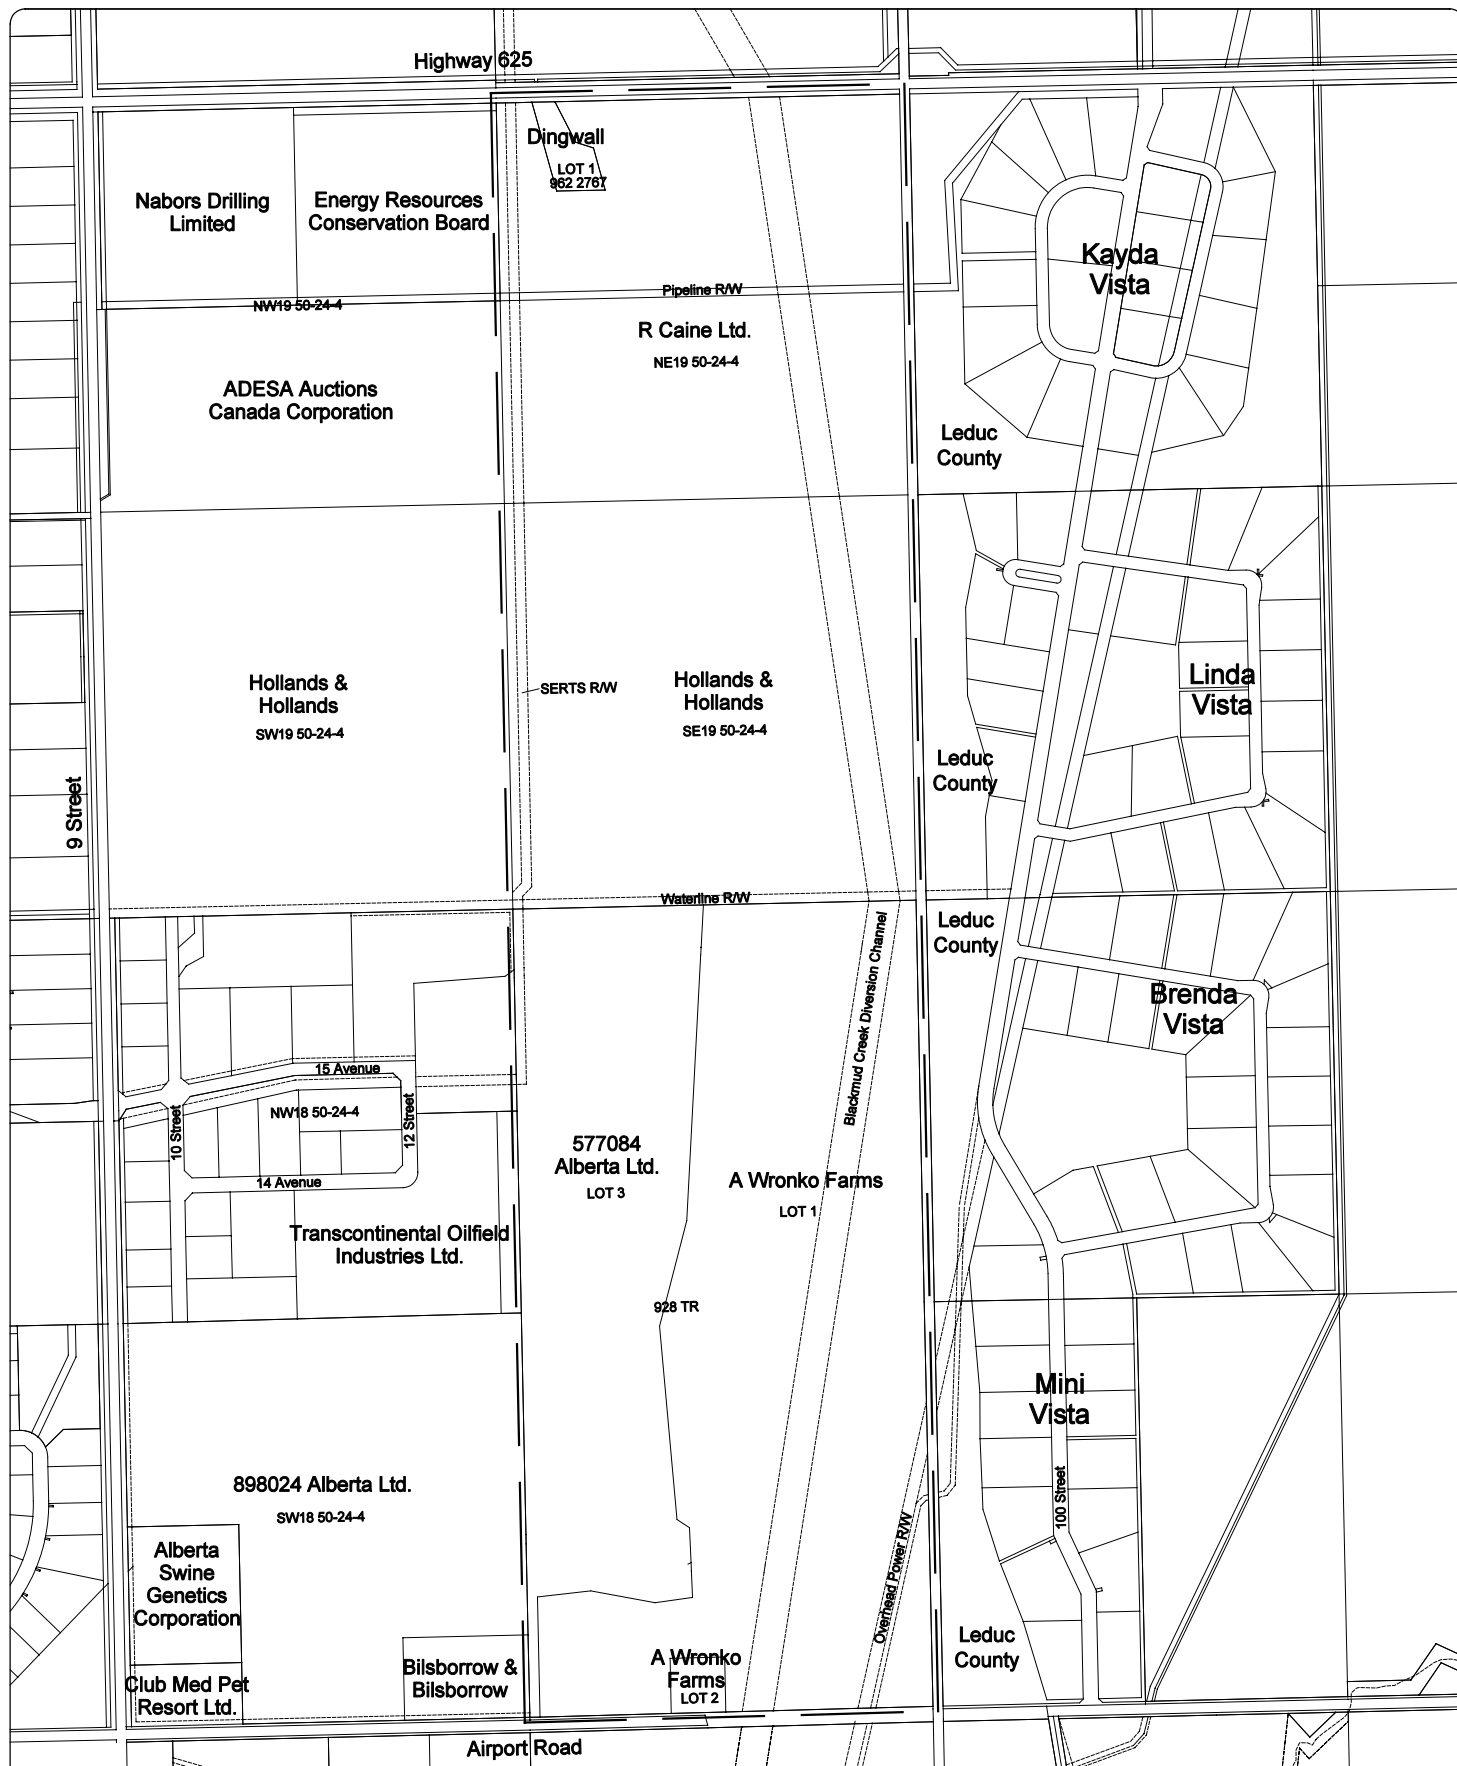 Highway 625
Dingwall
LOT 1
962 2767
Nabors Drilling
Limited
Energy Resources
Conservation Board
Kayda
Vista
Pipeline R/W
NW19 50-24-4
R Caine Ltd.
NE19 50-24-4
ADESA Auctions
Canada Corporation
Leduc
County
Hollands &
Hollands
SW19 50-24-4
SERTS R/W
Hollands &
Hollands
SE19 50-24-4
Linda
Vista
Leduc
County
9 Street
Waterline R/W
Leduc
County
Blackmud Creek Diversion Channel
Brenda
Vista
15 Avenue
NW18 50-24-4
10 Street
12 Street
14 Avenue
577084
Alberta Ltd.
LOT 3
A Wronko Farms
LOT 1
Transcontinental Oilfield
Industries Ltd.
928 TR
Mini
Vista
898024 Alberta Ltd.
SW18 50-24-4
100 Street
Overhead Power R/W
Alberta
Swine
Genetics
Corporation
Leduc
County
Club Med Pet
Resort Ltd.
Bilsborrow &
Bilsborrow
A Wronko
Farms
LOT 2
Airport Road